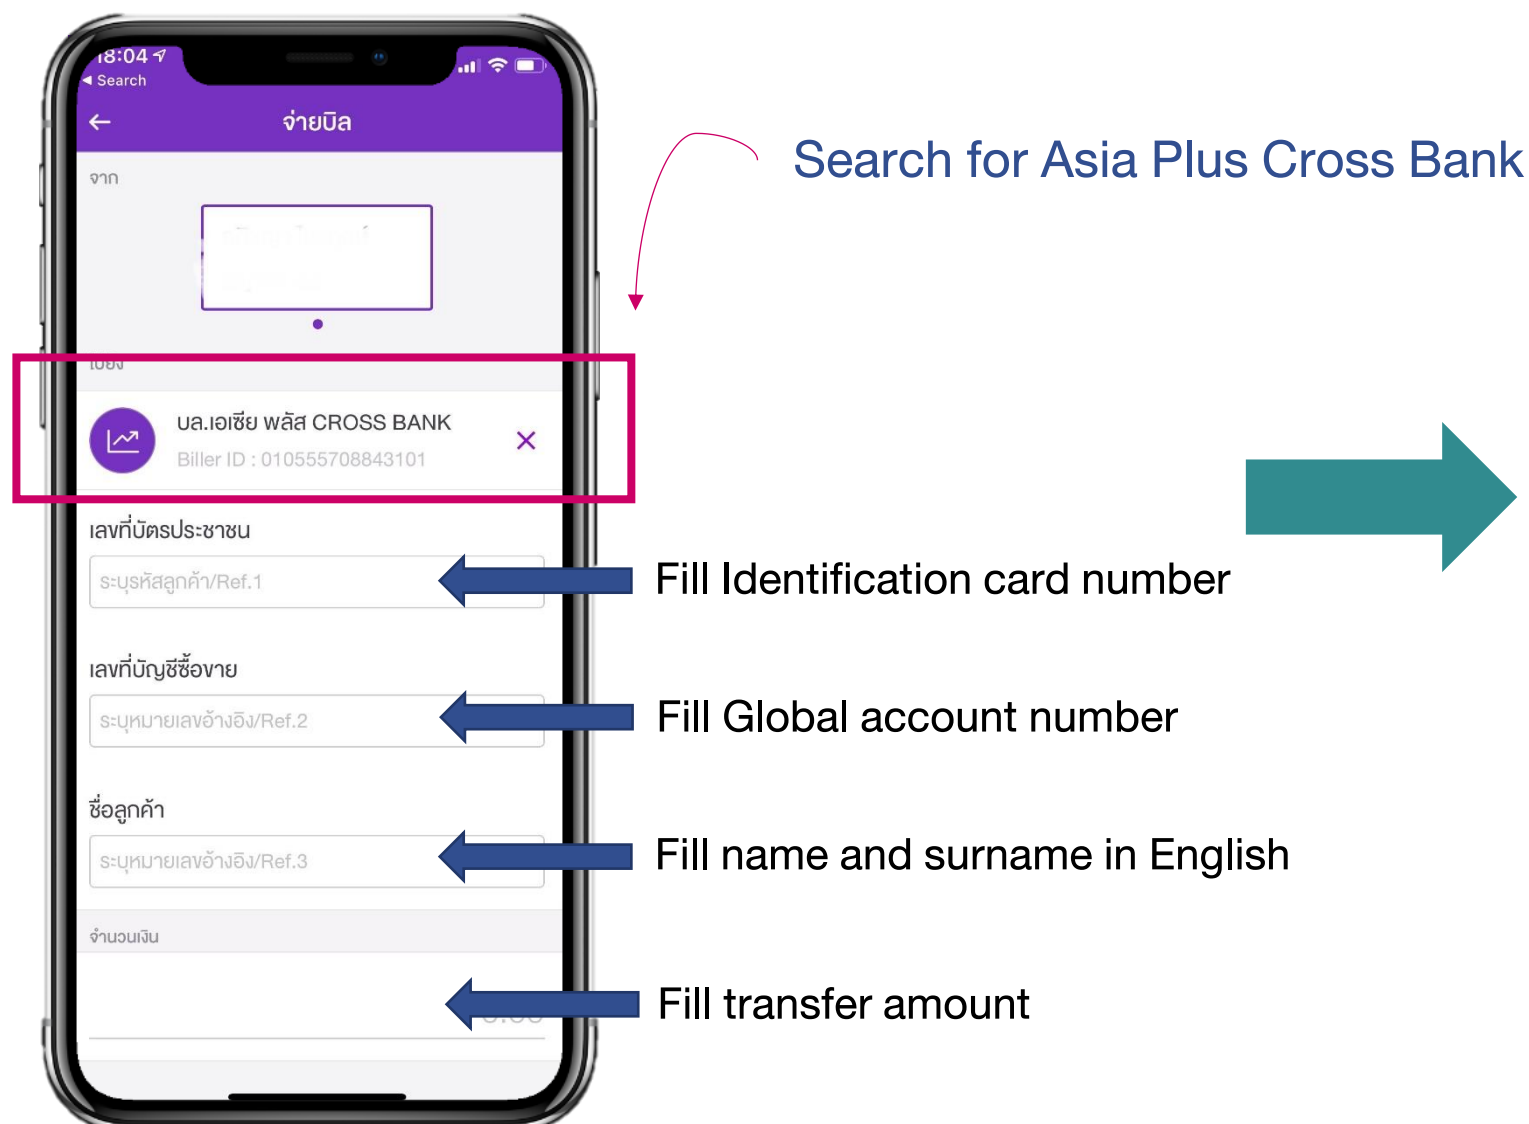 18:04
Search
จ่ายบิล
จาก
Search for Asia Plus Cross Bank
ไปยัง
บล.เอเซีย พลัส CROSS BANK
Biller ID : 010555708843101
เลขที่บัตรประชาชน
ระบุรหัสลูกค้า/Ref.1
Fill Identification card number
เลขที่บัญชีซื้อขาย
ระบุหมายเลขอ้างอิง/Ref.2
Fill Global account number
ชื่อลูกค้า
ระบุหมายเลขอ้างอิง/Ref.3
Fill name and surname in English
จำนวนเงิน
Fill transfer amount